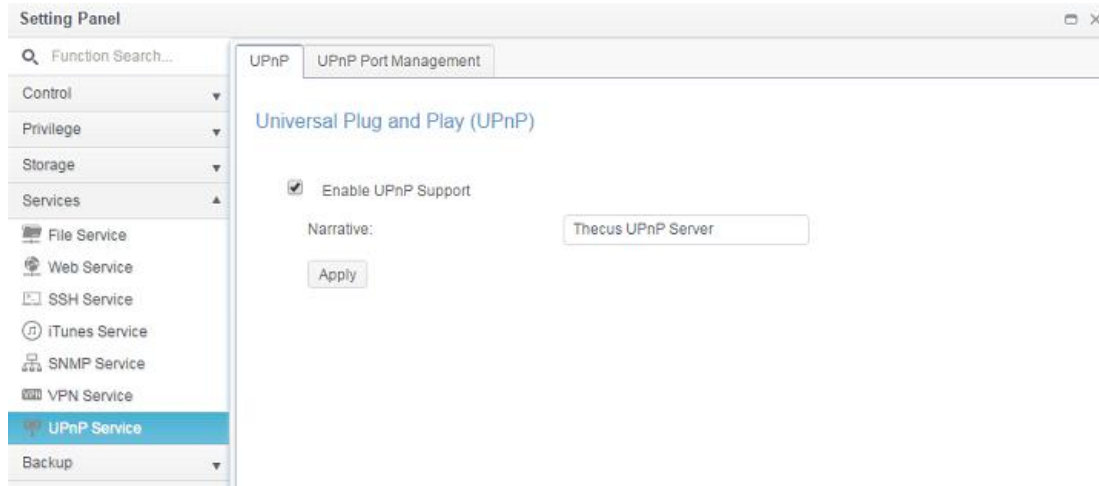 Setting Panel
Function Search...
Control
Privilege
Storage
Services
File Service
Web Service
SSH Service
iTunes Service
SNMP Service
VPN Service
UPnP Service
Backup
UPnP
UPnP Port Management
Universal Plug and Play (UPnP)
Enable UPnP Support
Narrative:
Thecus UPnP Server
Apply